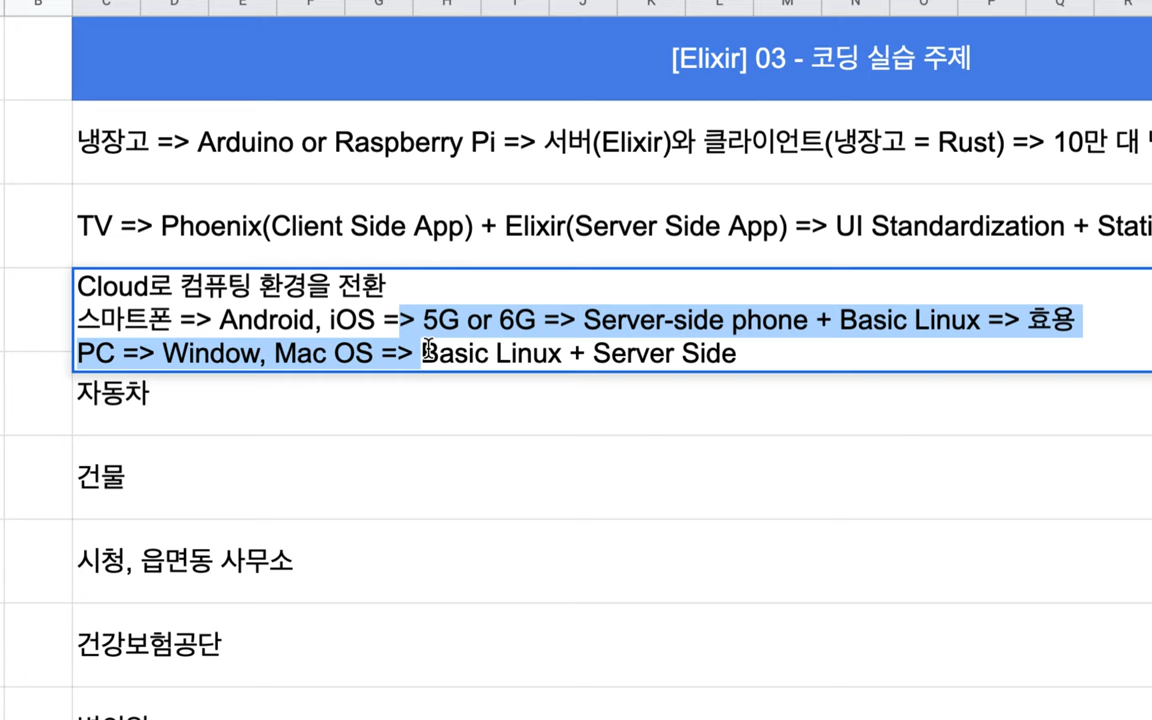 B C D E F G H I J K L M N O P Q R
[Elixir] 03 - 코딩 실습 주제
냉장고 => Arduino or Raspberry Pi => 서버(Elixir)와 클라이언트(냉장고 = Rust) => 10만 대
TV => Phoenix(Client Side App) + Elixir(Server Side App) => UI Standardization + Stati
Cloud로 컴퓨팅 환경을 전환
스마트폰 => Android, iOS => 5G or 6G => Server-side phone + Basic Linux => 효용
PC => Window, Mac OS => Basic Linux + Server Side
자동차
건물
시청, 읍면동 사무소
건강보험공단